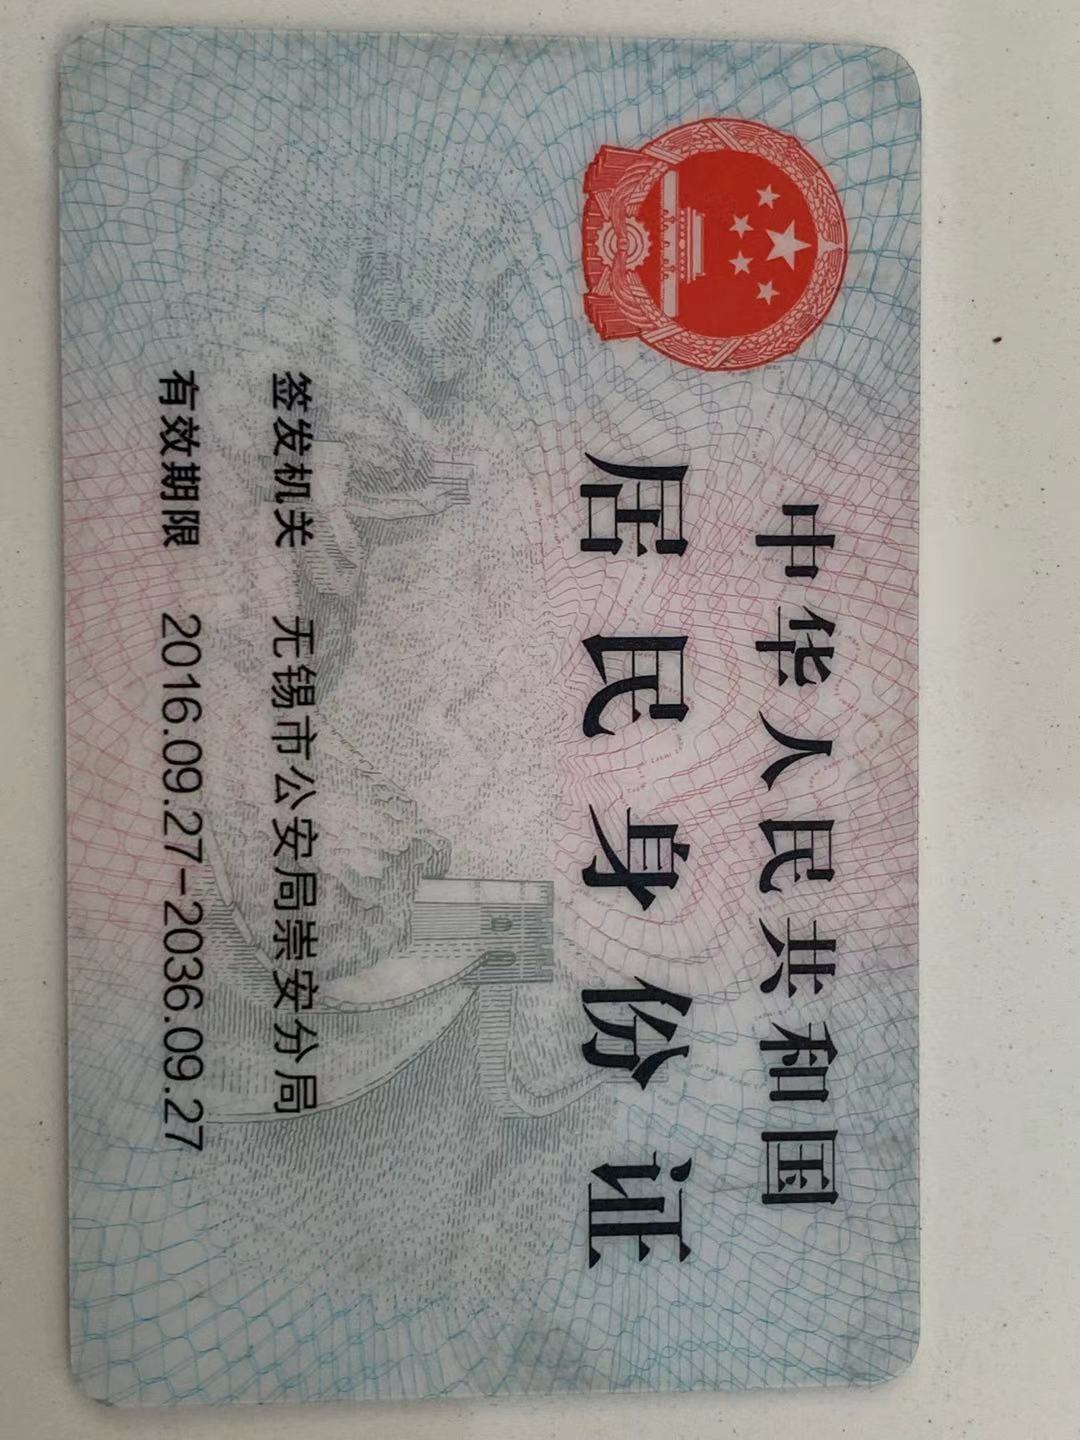 中华人民共和国
居民身份证
签发机关 无锡市公安局崇安分局
有效期限 2016.09.27-2036.09.27